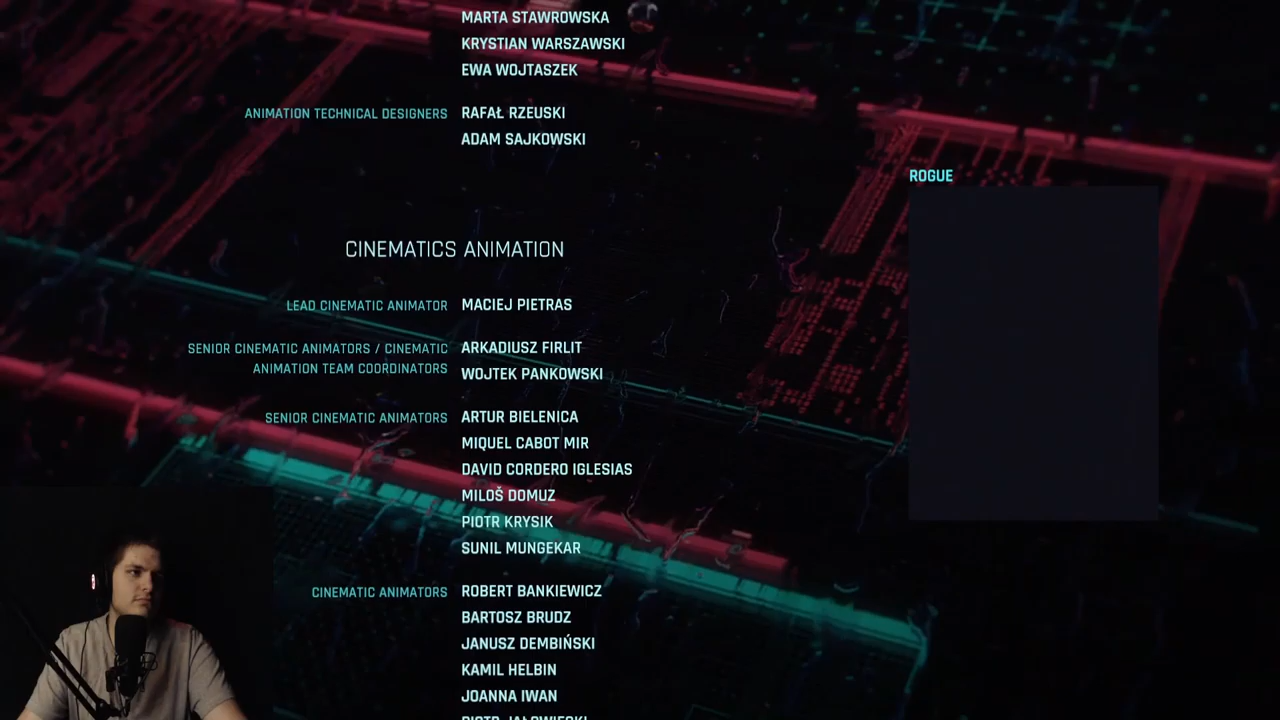 MARTA STAWROWSKA
KRYSTIAN WARSZAWSKI
EWA WOJTASZEK
ANIMATION TECHNICAL DESIGNERS RAFAŁ RZEUSKI
ADAM SAJKOWSKI
ROGUE
CINEMATICS ANIMATION
LEAD CINEMATIC ANIMATOR MACIEJ PIETRAS
SENIOR CINEMATIC ANIMATORS / CINEMATIC ARKADIUSZ FIRLIT
ANIMATION TEAM COORDINATORS WOJTEK PANKOWSKI
SENIOR CINEMATIC ANIMATORS ARTUR BIELENICA
MIQUEL CABOT MIR
DAVID CORDERO IGLESIAS
MILOŠ DOMUZ
PIOTR KRYSIK
SUNIL MUNGEKAR
CINEMATIC ANIMATORS ROBERT BANKIEWICZ
BARTOSZ BRUDZ
JANUSZ DEMBIŃSKI
KAMIL HELBIN
JOANNA IWAN